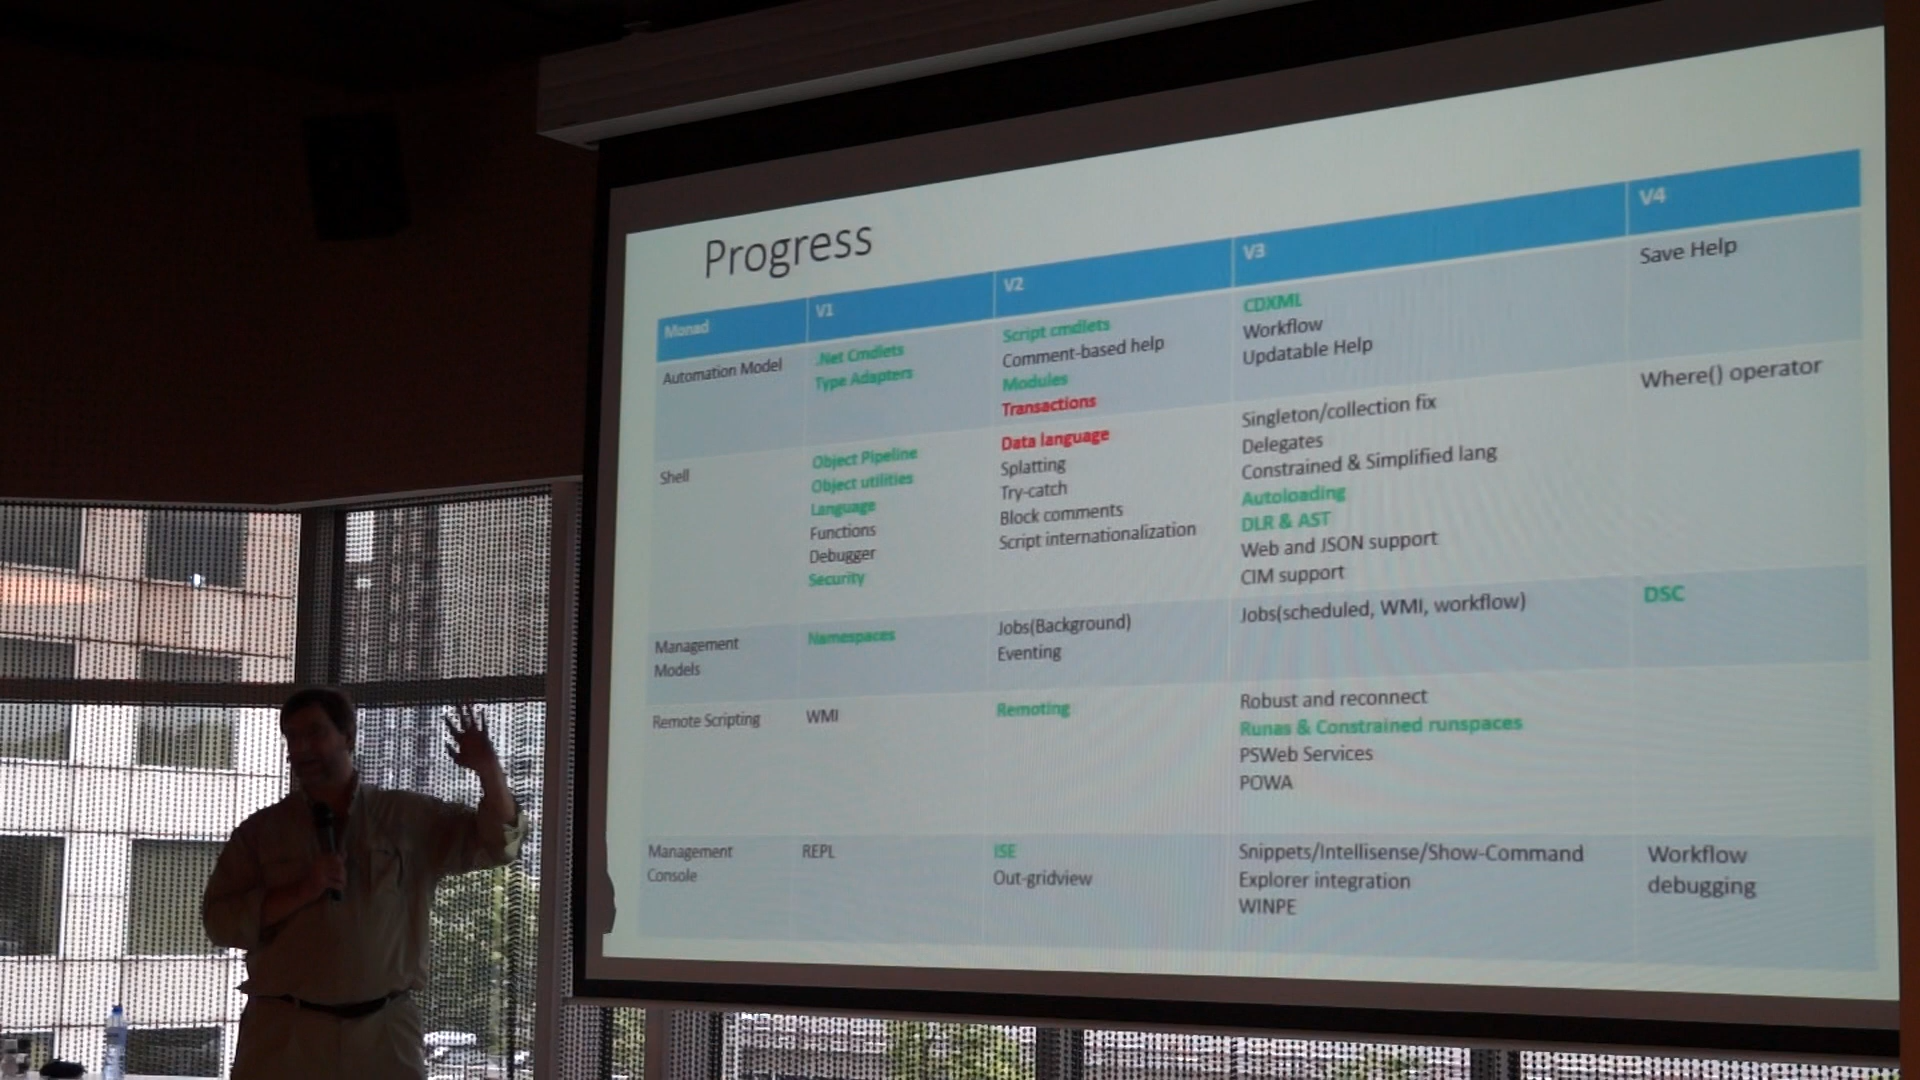 Progress
Monad
V1
V2
V3
V4
Automation Model
.Net Cmdlets
Type Adapters
Script cmdlets
Comment-based help
Modules
Transactions
CDXML
Workflow
Updatable Help
Save Help
Shell
Object Pipeline
Object utilities
Language
Functions
Debugger
Security
Data language
Splatting
Try-catch
Block comments
Script internationalization
Singleton/collection fix
Delegates
Constrained & Simplified lang
Autoloading
DLR & AST
Web and JSON support
CIM support
Where() operator
Management
Models
Namespaces
Jobs(Background)
Eventing
Jobs(scheduled, WMI, workflow)
DSC
Remote Scripting
WMI
Remoting
Robust and reconnect
Runas & Constrained runspaces
PSWeb Services
POWA
Management
Console
REPL
ISE
Out-gridview
Snippets/Intellisense/Show-Command
Explorer integration
WINPE
Workflow
debugging